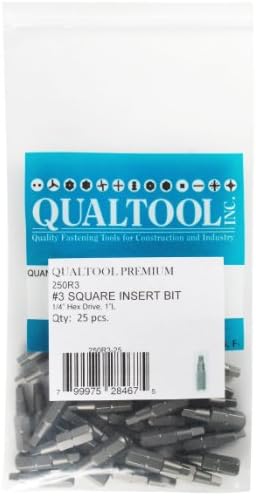 QUALTOOL INC.
Quality Fastening Tools for Construction and Industry
QUAN
QUALTOOL PREMIUM
250R3
#3 SQUARE INSERT BIT
1/4" Hex Drive, 1"L
Qty: 25 pcs.
250R3-25
F.
7 99975 28467 5